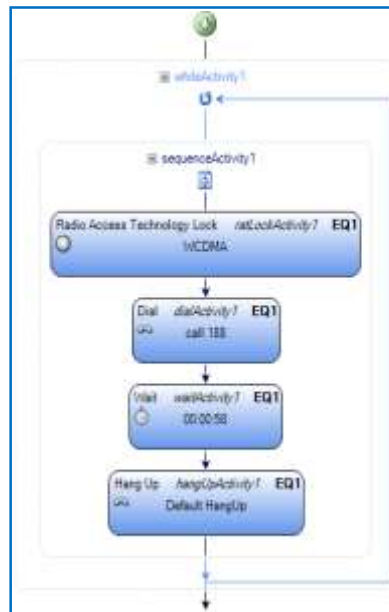 whileActivity1
sequenceActivity1
Radio Access Technology Lock ratLockActivity1 EQ1
WCDMA
Dial dialActivity1 EQ1
call 188
Wait waitActivity1 EQ1
00:00:58
Hang Up hangUpActivity1 EQ1
Default HangUp